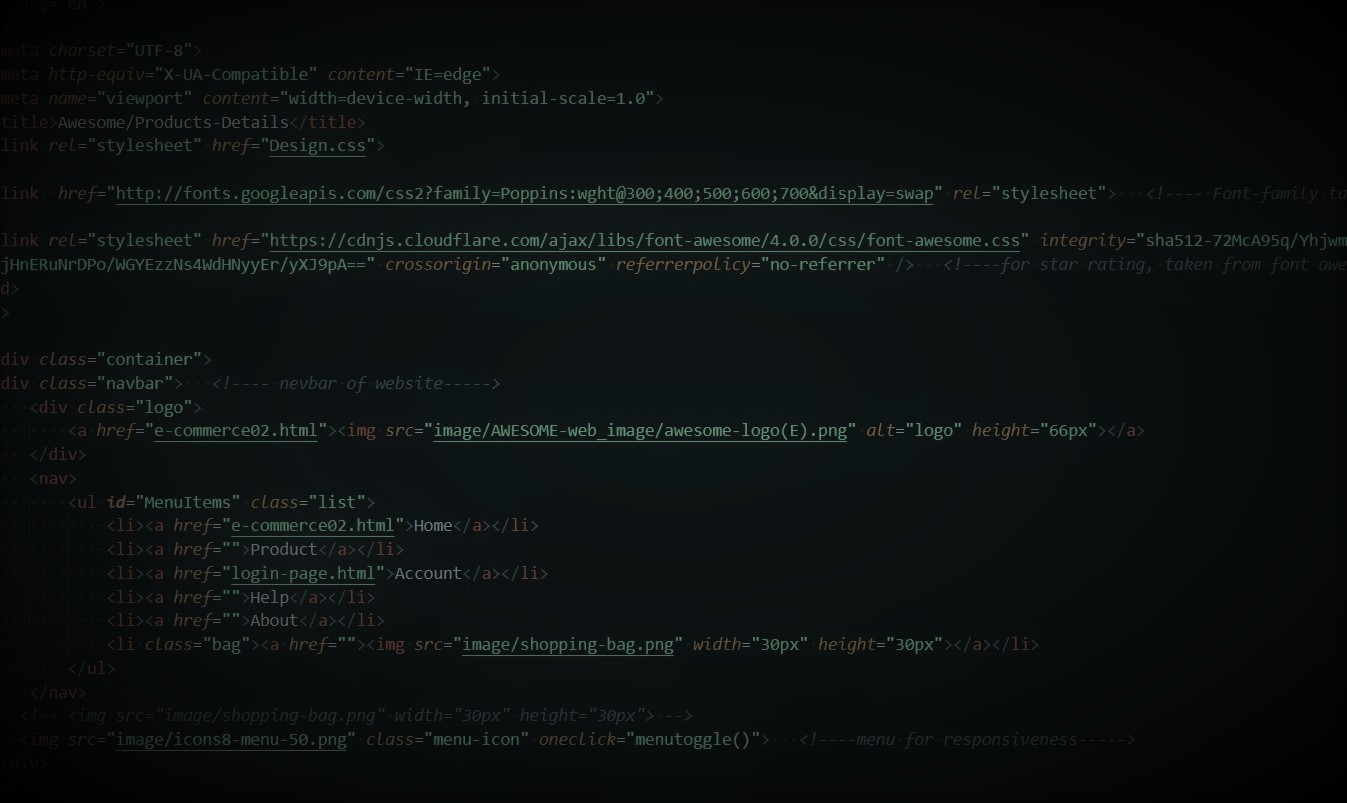 lang="en">
meta charset="UTF-8">
meta http-equiv="X-UA-Compatible" content="IE=edge">
meta name="viewport" content="width=device-width, initial-scale=1.0">
title>Awesome/Products-Details</title>
link rel="stylesheet" href="Design.css">
link  href="http://fonts.googleapis.com/css2?family=Poppins:wght@300;400;500;600;700&display=swap" rel="stylesheet">   <!---- Font-family ta
link rel="stylesheet" href="https://cdnjs.cloudflare.com/ajax/libs/font-awesome/4.0.0/css/font-awesome.css" integrity="sha512-72McA95q/Yhjwm
jHnERuNrDPo/WGYEzzNs4WdHNyyEr/yXJ9pA==" crossorigin="anonymous" referrerpolicy="no-referrer" />   <!----for star rating, taken from font awe
d>
>
div class="container">
div class="navbar">   <!---- nevbar of website----->
<div class="logo">
<a href="e-commerce02.html"><img src="image/AWESOME-web_image/awesome-logo(E).png" alt="logo" height="66px"></a>
</div>
<nav>
<ul id="MenuItems" class="list">
<li><a href="e-commerce02.html">Home</a></li>
<li><a href="">Product</a></li>
<li><a href="login-page.html">Account</a></li>
<li><a href="">Help</a></li>
<li><a href="">About</a></li>
<li class="bag"><a href=""><img src="image/shopping-bag.png" width="30px" height="30px"></a></li>
</ul>
</nav>
<!-- <img src="image/shopping-bag.png" width="30px" height="30px"> -->
<img src="image/icons8-menu-50.png" class="menu-icon" oneclick="menutoggle()">   <!----menu for responsiveness----->
/div>